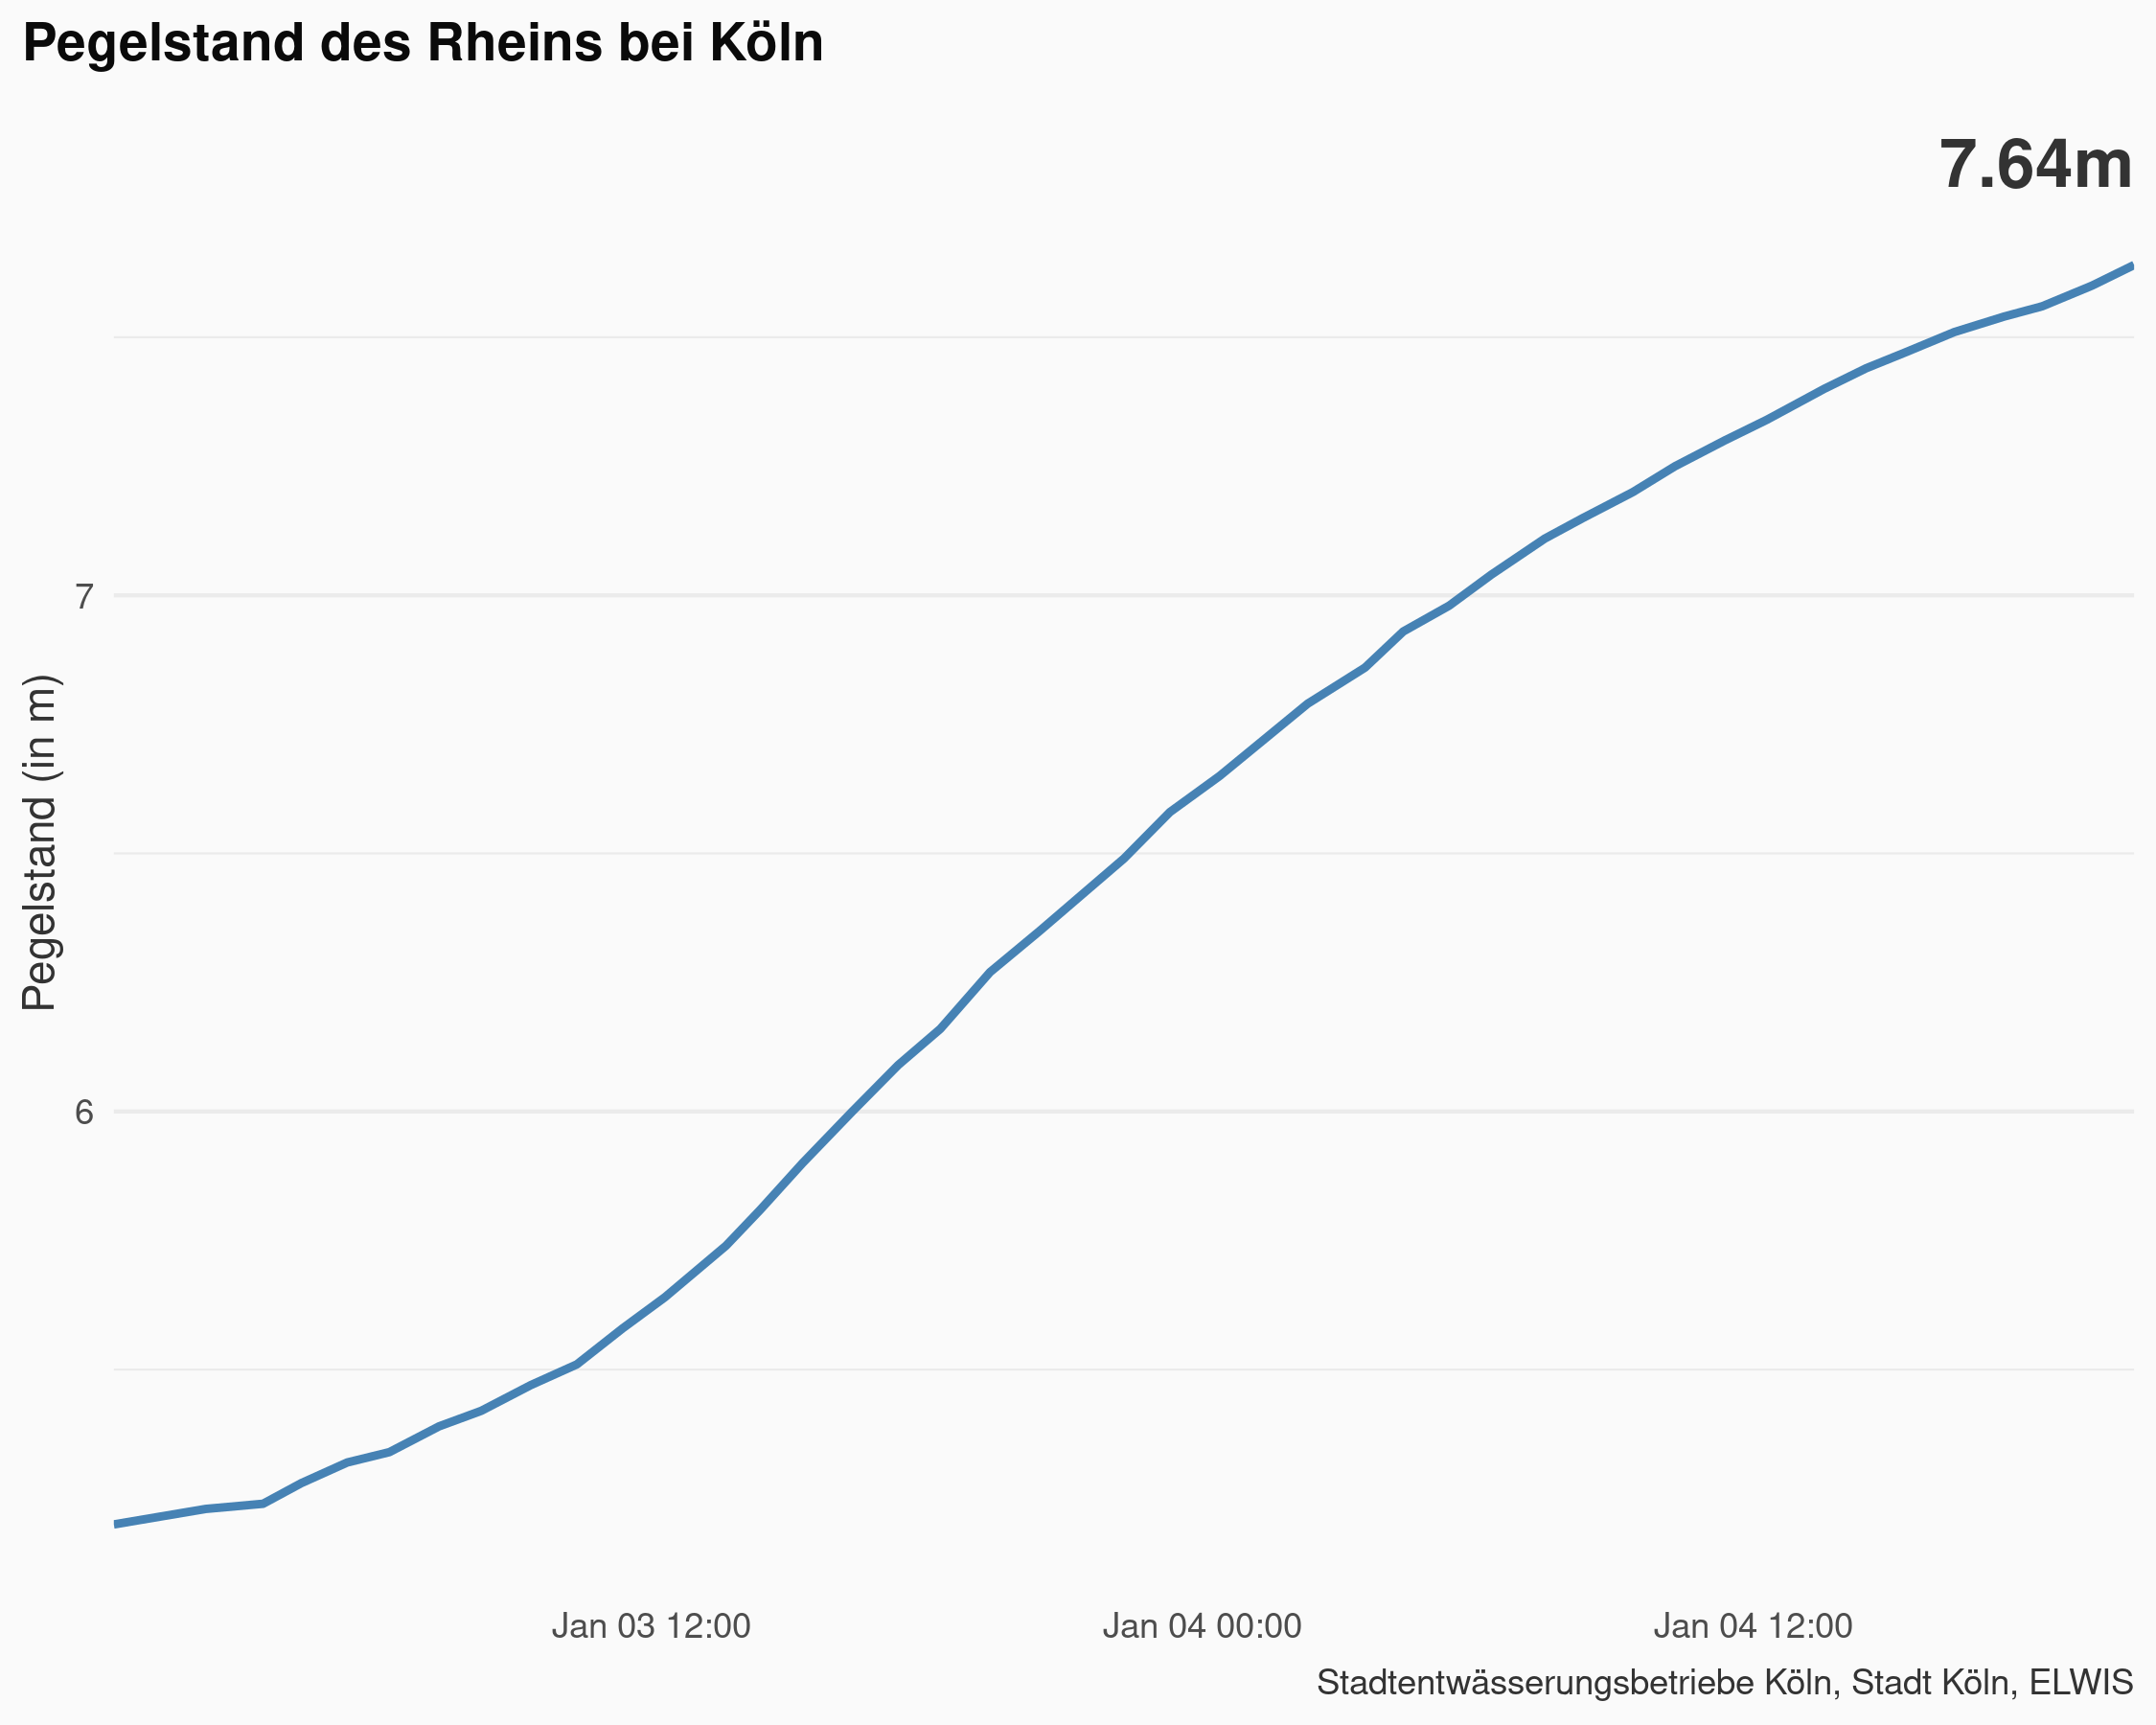 Pegelstand des Rheins bei Köln
7.64m
7
Pegelstand (in m)
6
Jan 03 12:00
Jan 04 00:00
Jan 04 12:00
Stadtentwässerungsbetriebe Köln, Stadt Köln, ELWIS